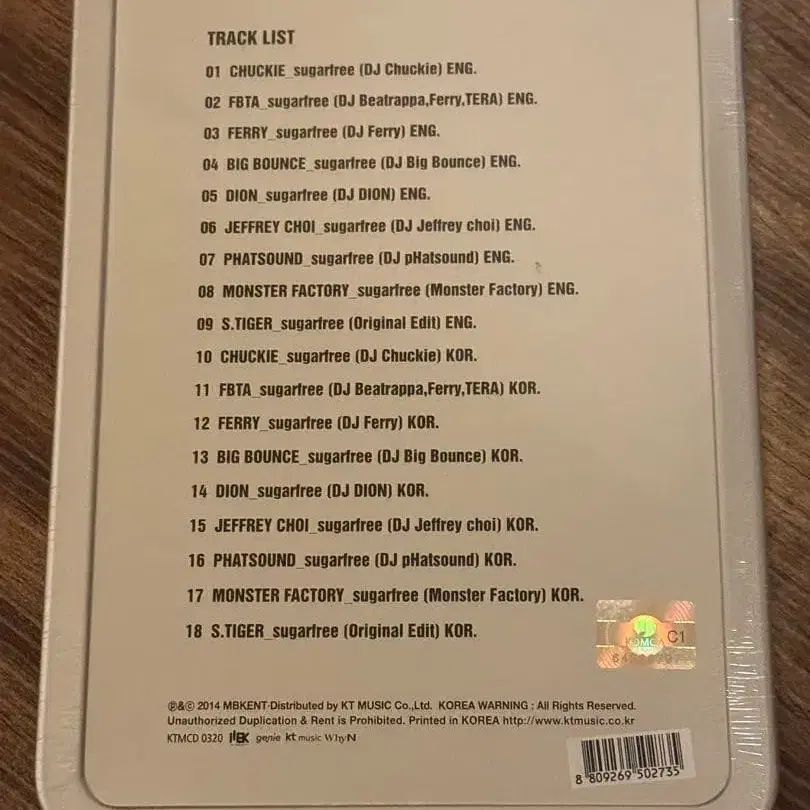 TRACK LIST
01 CHUCKIE_sugarfree (DJ Chuckie) ENG.
02 FBTA_sugarfree (DJ Beatrappa,Ferry,TERA) ENG.
03 FERRY_sugarfree (DJ Ferry) ENG.
04 BIG BOUNCE_sugarfree (DJ Big Bounce) ENG.
05 DION_sugarfree (DJ DION) ENG.
06 JEFFREY CHOI_sugarfree (DJ Jeffrey choi) ENG.
07 PHATSOUND_sugarfree (DJ pHatsound) ENG.
08 MONSTER FACTORY_sugarfree (Monster Factory) ENG.
09 S.TIGER_sugarfree (Original Edit) ENG.
10 CHUCKIE_sugarfree (DJ Chuckie) KOR.
11 FBTA_sugarfree (DJ Beatrappa,Ferry,TERA) KOR.
12 FERRY_sugarfree (DJ Ferry) KOR.
13 BIG BOUNCE_sugarfree (DJ Big Bounce) KOR.
14 DION_sugarfree (DJ DION) KOR.
15 JEFFREY CHOI_sugarfree (DJ Jeffrey choi) KOR.
16 PHATSOUND_sugarfree (DJ pHatsound) KOR.
17 MONSTER FACTORY_sugarfree (Monster Factory) KOR.
18 S.TIGER_sugarfree (Original Edit) KOR.
KOMCA C1
℗&© 2014 MBKENT·Distributed by KT MUSIC Co.,Ltd. KOREA WARNING : All Rights Reserved.
Unauthorized Duplication & Rent is Prohibited. Printed in KOREA http://www.ktmusic.co.kr
KTMCD 0320 genie kt music WhyN
8 809269 502735